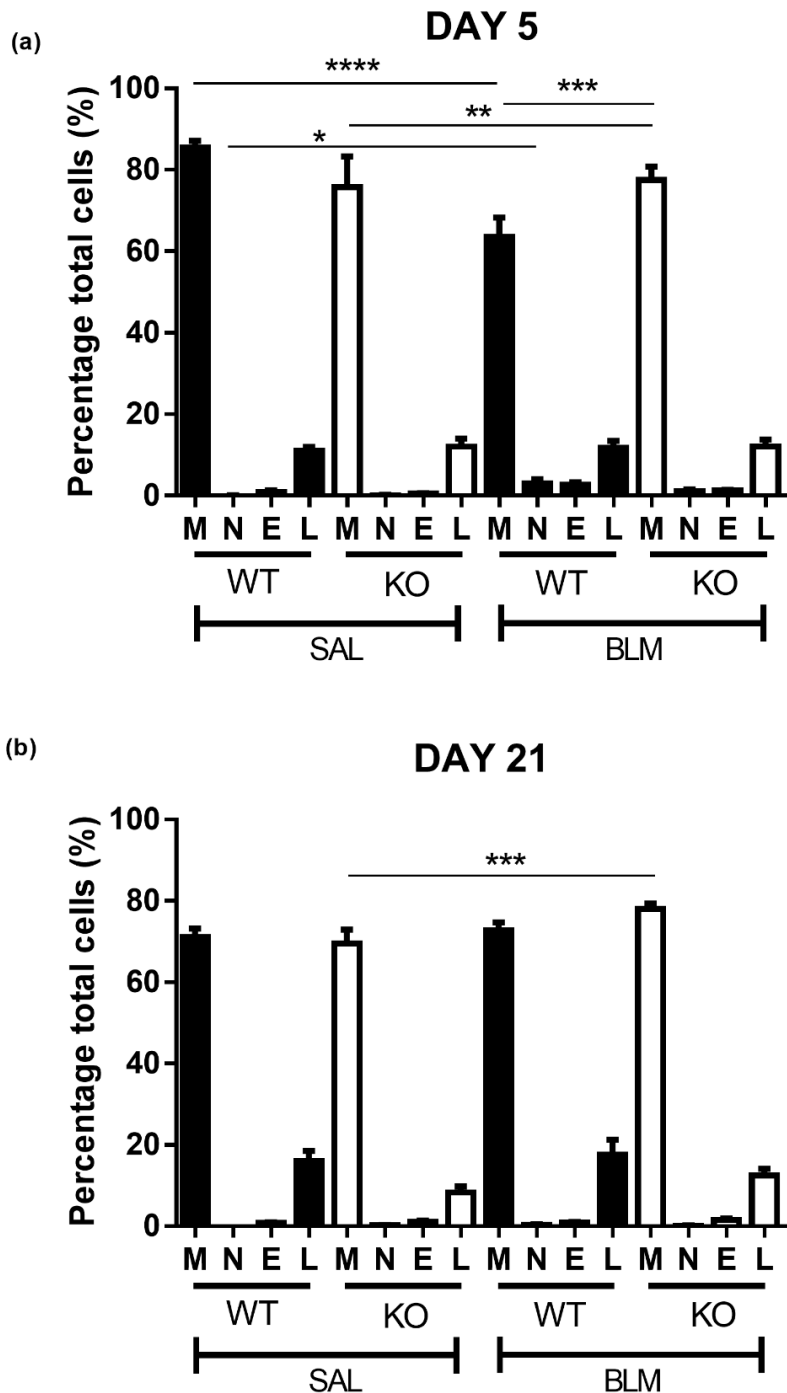 (a)
DAY 5
Percentage total cells (%)
100
80
60
40
20
0
****
***
**
*
M N E L M N E L M N E L M N E L
WT KO WT KO
SAL BLM
(b)
DAY 21
Percentage total cells (%)
100
80
60
40
20
0
***
M N E L M N E L M N E L M N E L
WT KO WT KO
SAL BLM